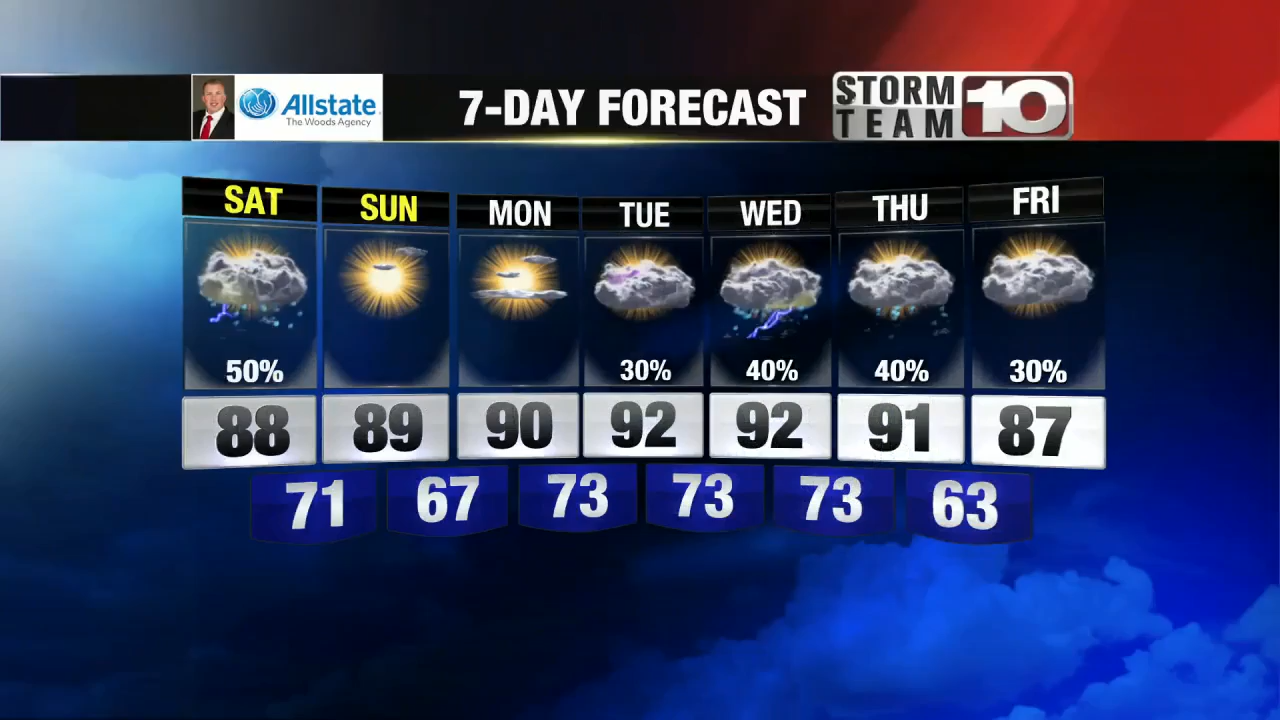 Allstate.
The Woods Agency
7-DAY FORECAST
STORM
TEAM
10
SAT SUN MON TUE WED THU FRI
50% 30% 40% 40% 30%
88 89 90 92 92 91 87
71 67 73 73 73 63